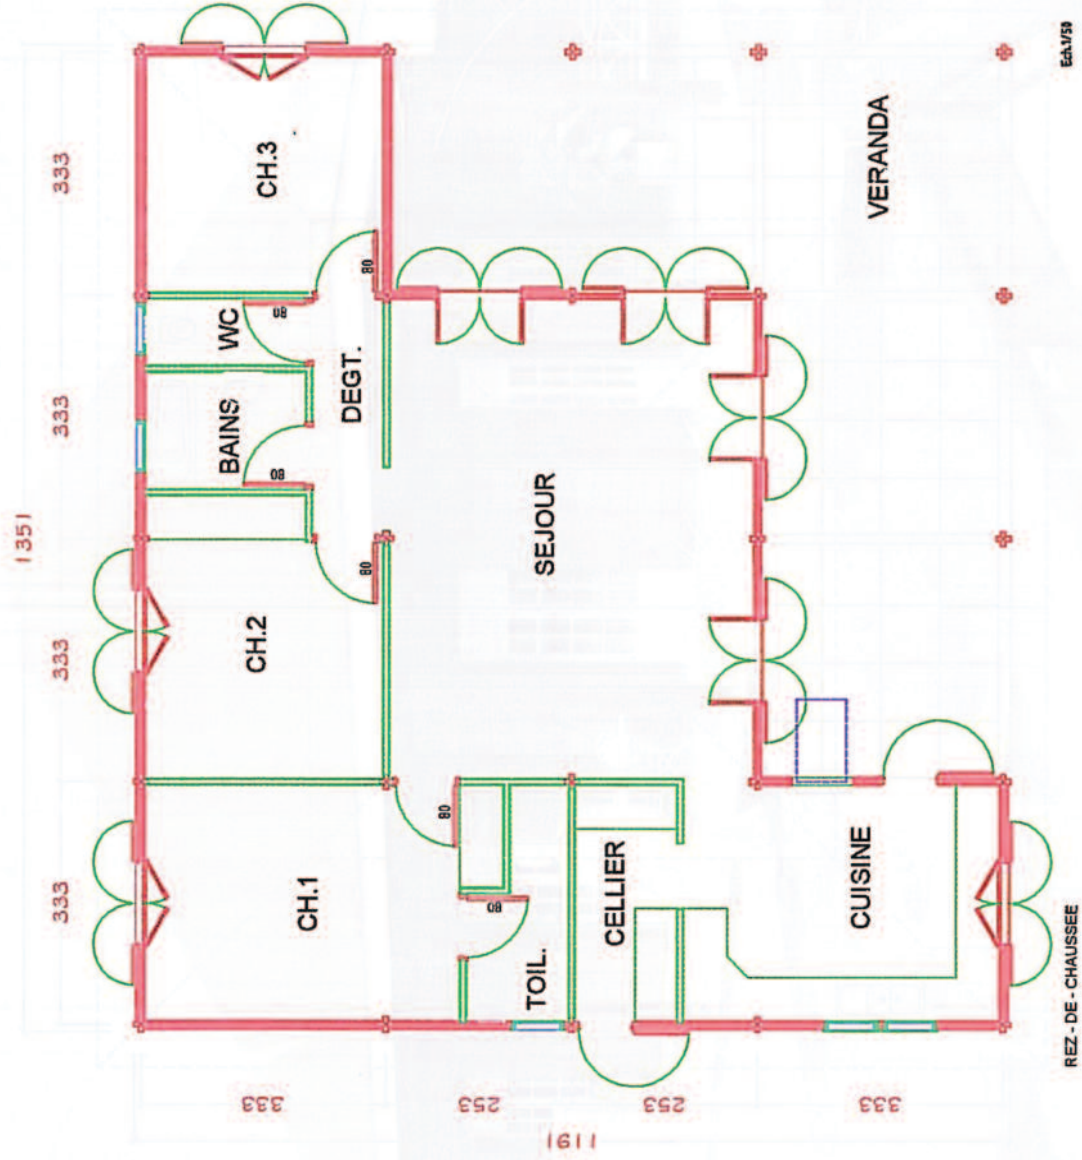 Ech.1/50
1351
333
333
333
333
CH.1
CH.2
BAINS
WC
CH.3
80
80
80
80
80
80
DEGT.
TOIL.
CELLIER
SEJOUR
CUISINE
VERANDA
333
253
253
333
1191
REZ - DE - CHAUSSEE